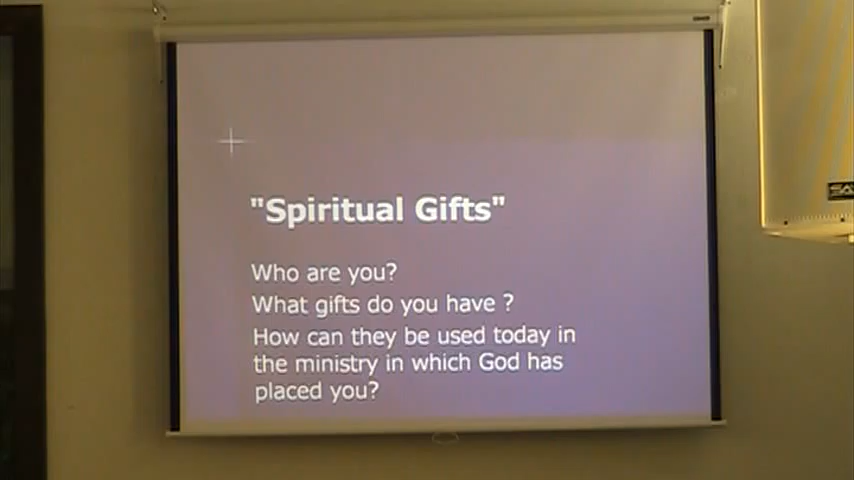 "Spiritual Gifts"
Who are you?
What gifts do you have ?
How can they be used today in
the ministry in which God has
placed you?